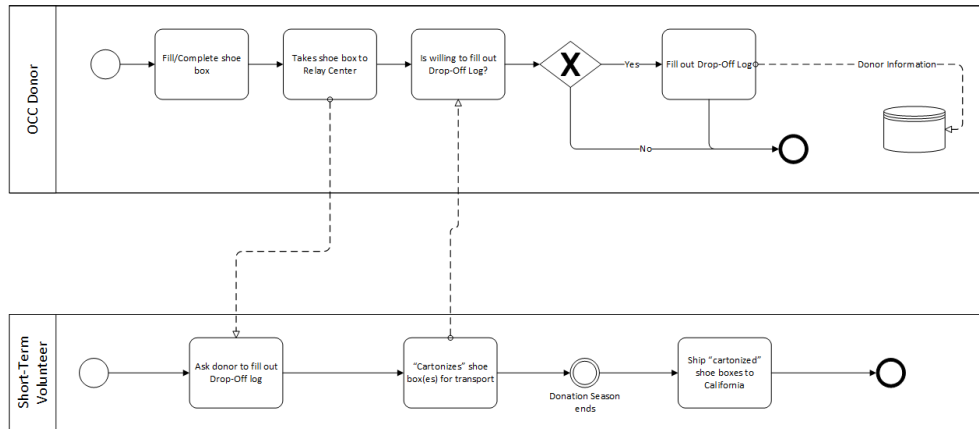 OCC Donor
Fill/Complete shoe
box
Takes shoe box to
Relay Center
Is willing to fill out
Drop-Off Log?
X
Yes
No
Fill out Drop-Off Log
Donor Information
Short-Term
Volunteer
Ask donor to fill out
Drop-Off log
"Cartonizes" shoe
box(es) for transport
Donation Season
ends
Ship "cartonized"
shoe boxes to
California